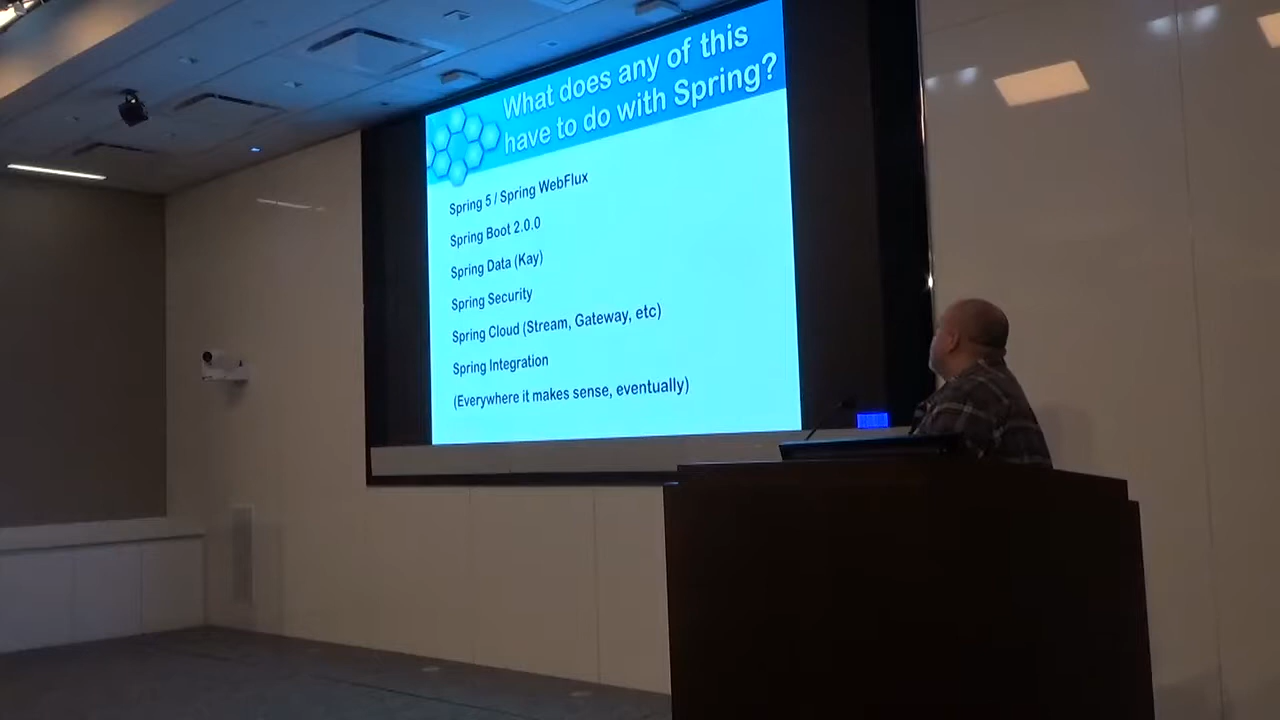 What does any of this
have to do with Spring?
Spring 5 / Spring WebFlux
Spring Boot 2.0.0
Spring Data (Kay)
Spring Security
Spring Cloud (Stream, Gateway, etc)
Spring Integration
(Everywhere it makes sense, eventually)